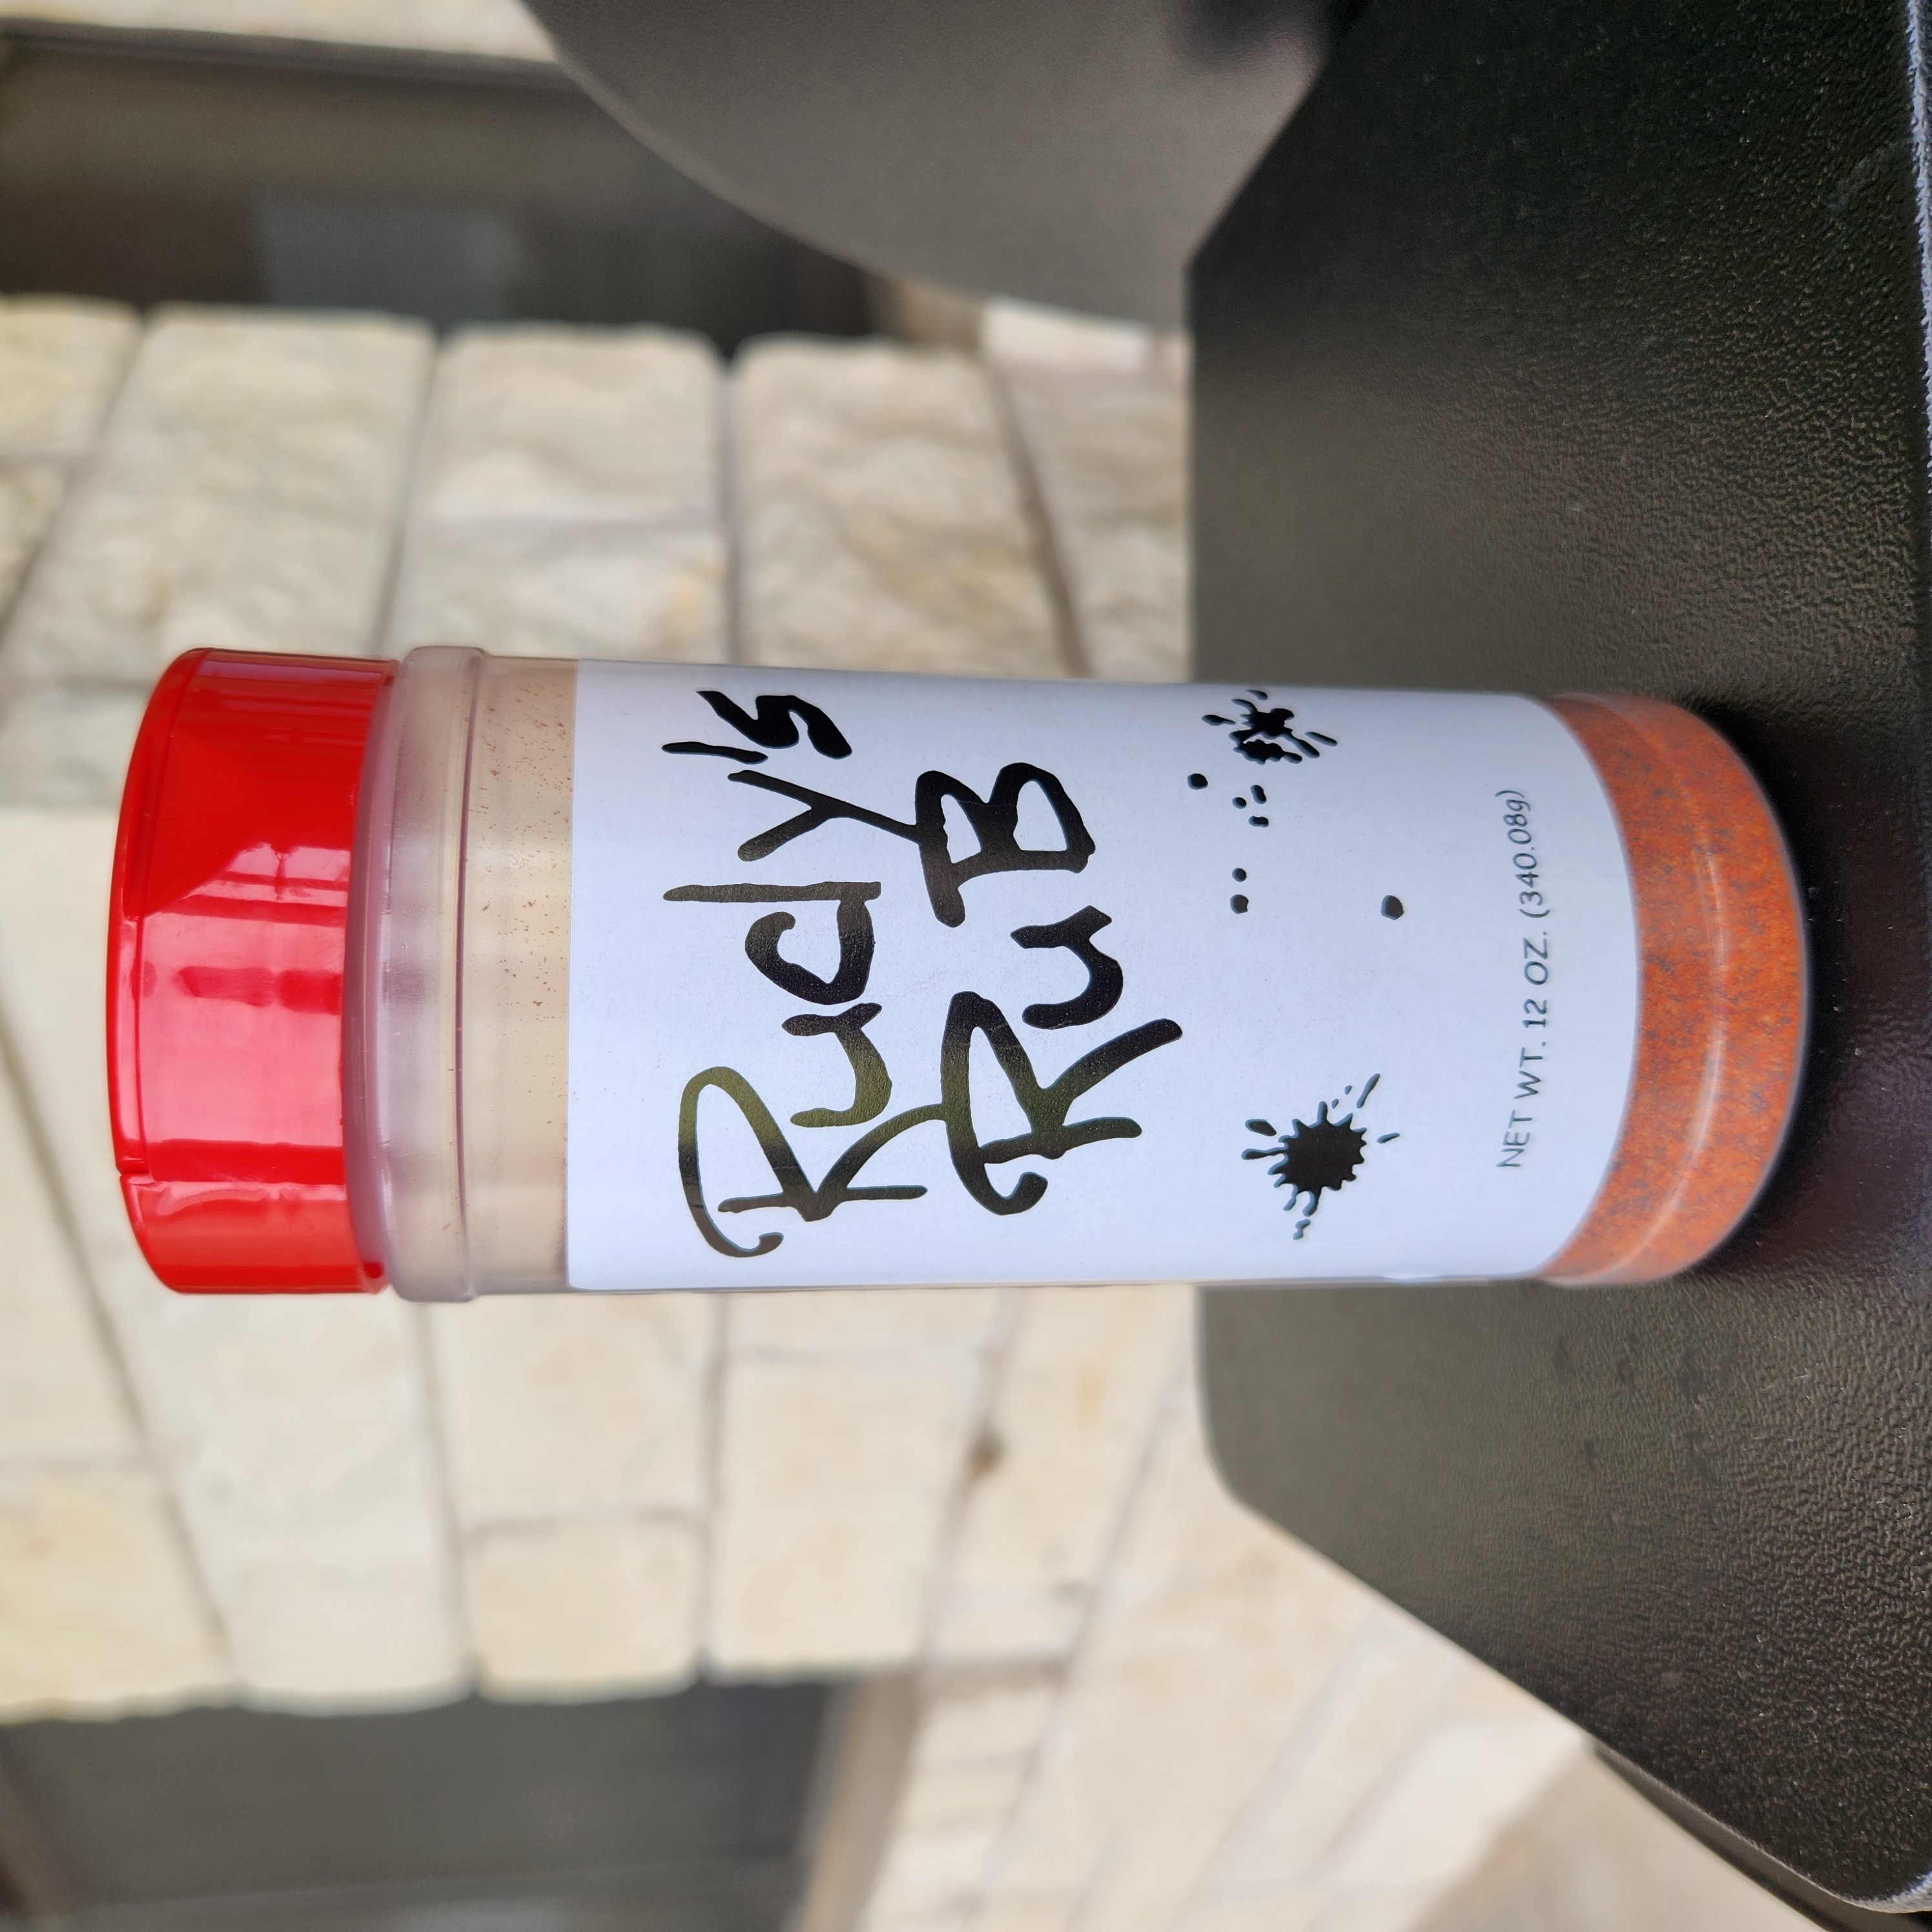 Rudy's
RuB
NET WT. 12 OZ. (340.08g)